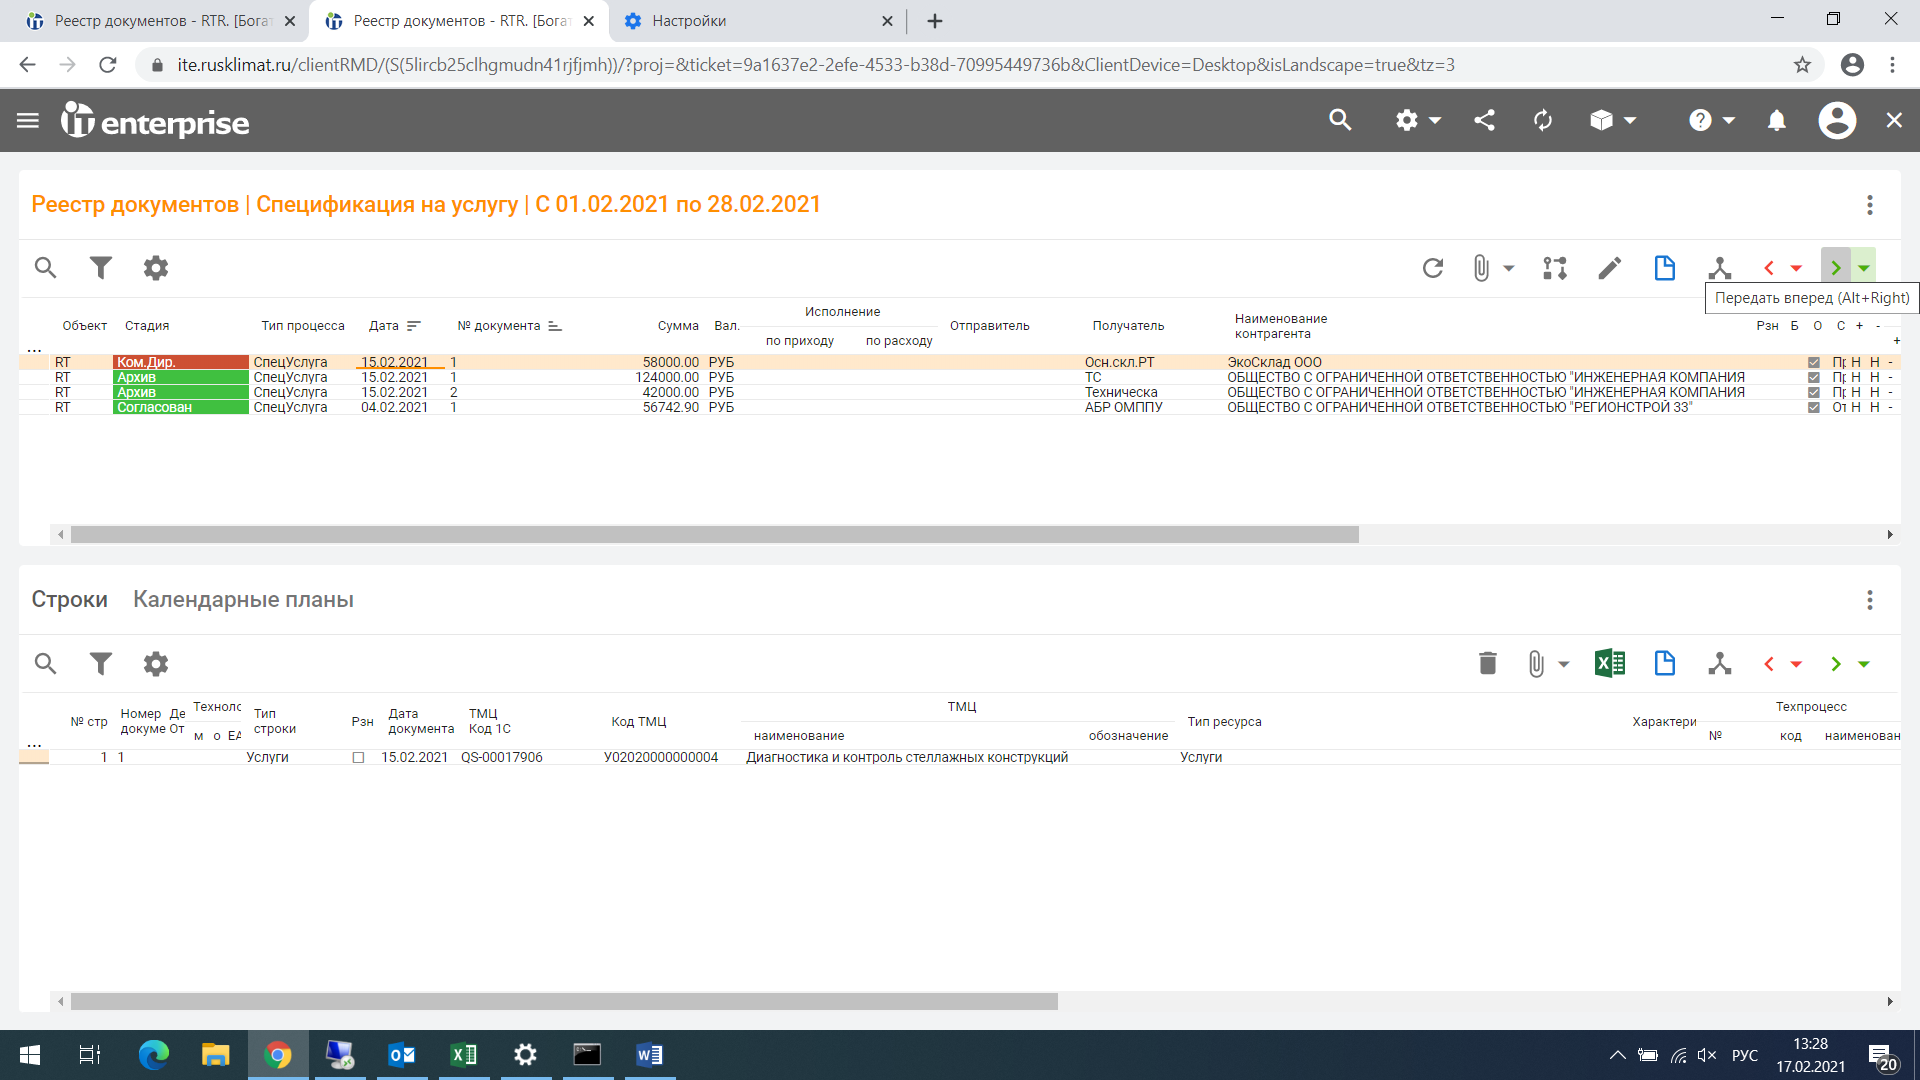 Реестр документов - RTR. [Бога
Реестр документов - RTR. [Бога
Настройки
ite.rusklimat.ru/clientRMD/(S(5lircb25clhgmudn41rjfjmh))/?proj=&ticket=9a1637e2-2efe-4533-b38d-70995449736b&ClientDevice=Desktop&isLandscape=true&tz=3
it enterprise
Реестр документов | Спецификация на услугу | С 01.02.2021 по 28.02.2021
Передать вперед (Alt+Right)
Объект Стадия Тип процесса Дата № документа Сумма Вал. Исполнение по приходу по расходу Отправитель Получатель Наименование контрагента Рзн Б О С + - +
...
RT Ком.Дир. СпецУслуга 15.02.2021 1 58000.00 РУБ Осн.скл.РТ ЭкоСклад ООО Пр Н Н -
RT Архив СпецУслуга 15.02.2021 1 124000.00 РУБ ТС ОБЩЕСТВО С ОГРАНИЧЕННОЙ ОТВЕТСТВЕННОСТЬЮ "ИНЖЕНЕРНАЯ КОМПАНИЯ Пр Н Н -
RT Архив СпецУслуга 15.02.2021 2 42000.00 РУБ Техническа ОБЩЕСТВО С ОГРАНИЧЕННОЙ ОТВЕТСТВЕННОСТЬЮ "ИНЖЕНЕРНАЯ КОМПАНИЯ Пр Н Н -
RT Согласован СпецУслуга 04.02.2021 1 56742.90 РУБ АБР ОМППУ ОБЩЕСТВО С ОГРАНИЧЕННОЙ ОТВЕТСТВЕННОСТЬЮ "РЕГИОНСТРОЙ 33" От Н Н -
Строки Календарные планы
№ стр Номер докуме Де От Техноло м о ЕА Тип строки Рзн Дата документа ТМЦ Код 1С Код ТМЦ ТМЦ наименование обозначение Тип ресурса Характери Техпроцесс № код наименован
...
1 1 Услуги 15.02.2021 QS-00017906 У02020000000004 Диагностика и контроль стеллажных конструкций Услуги
РУС
13:28
17.02.2021
20